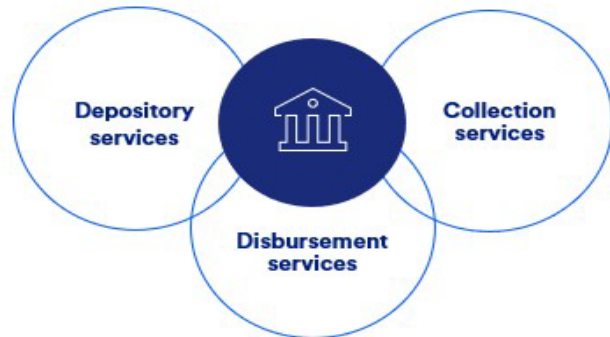 Depository
services
Collection
services
Disbursement
services